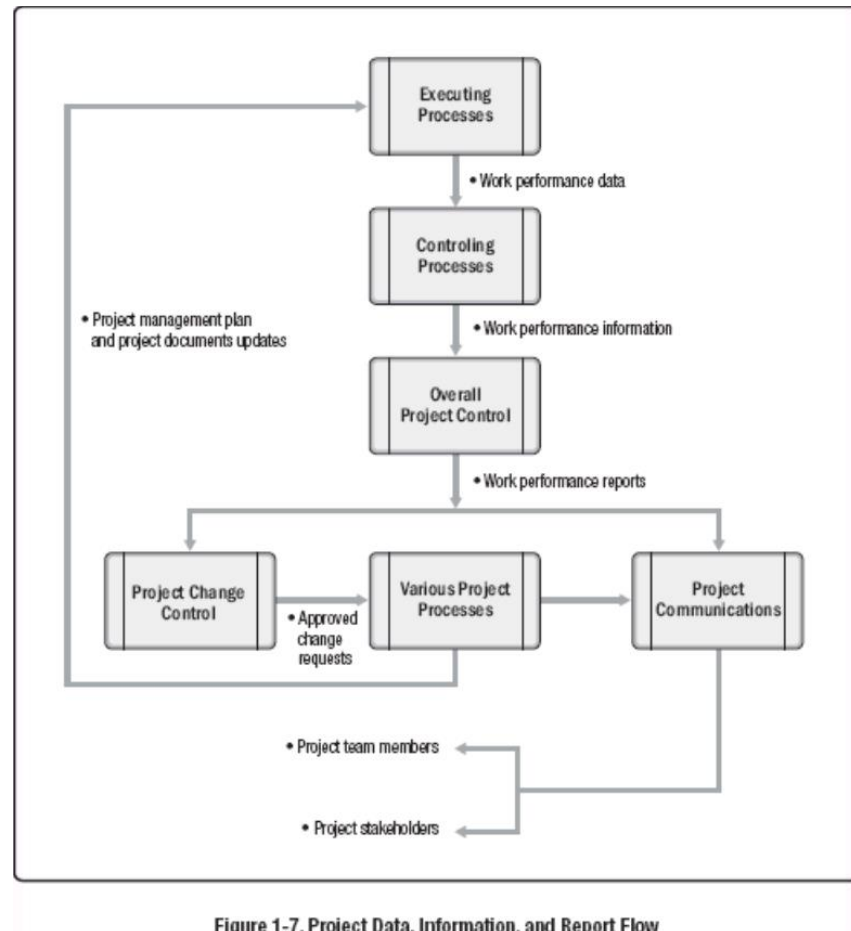 Executing
Processes
• Work performance data
Controling
Processes
• Project management plan
and project documents updates
• Work performance information
Overall
Project Control
• Work performance reports
Project Change
Control
• Approved
change
requests
Various Project
Processes
Project
Communications
• Project team members
• Project stakeholders
Figure 1-7. Project Data, Information, and Report Flow